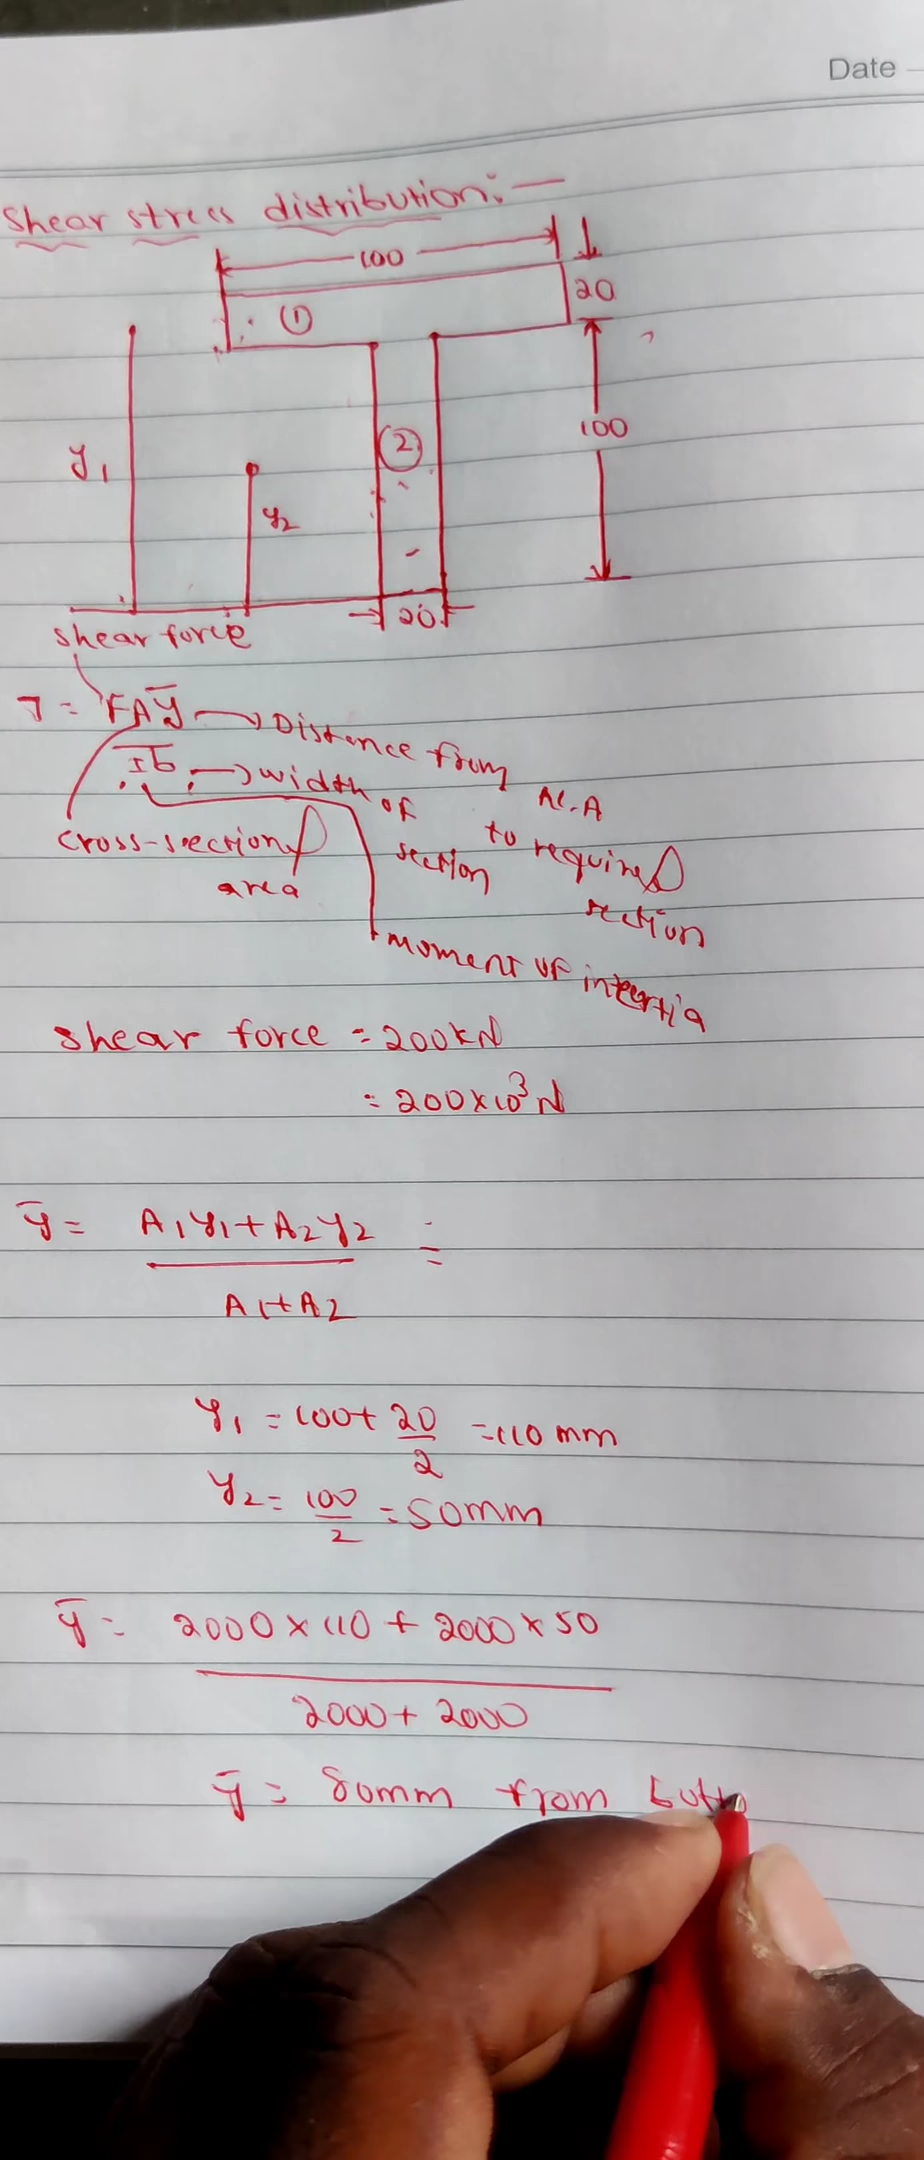 Date
Shear stress distribution:-
100
20
①
100
②
y₁
y₂
20
shear force
τ = FAȳ → Distance from N.A to required section
Ib → width of section
cross-sectional area
moment of intertia
shear force = 200kN
= 200×10³N
ȳ = A₁y₁+A₂y₂ =
A₁+A₂
y₁ = 100+ 20/2 = 110 mm
y₂ = 100/2 = 50mm
ȳ = 2000×110 + 2000×50
2000+2000
ȳ = 80mm from botto